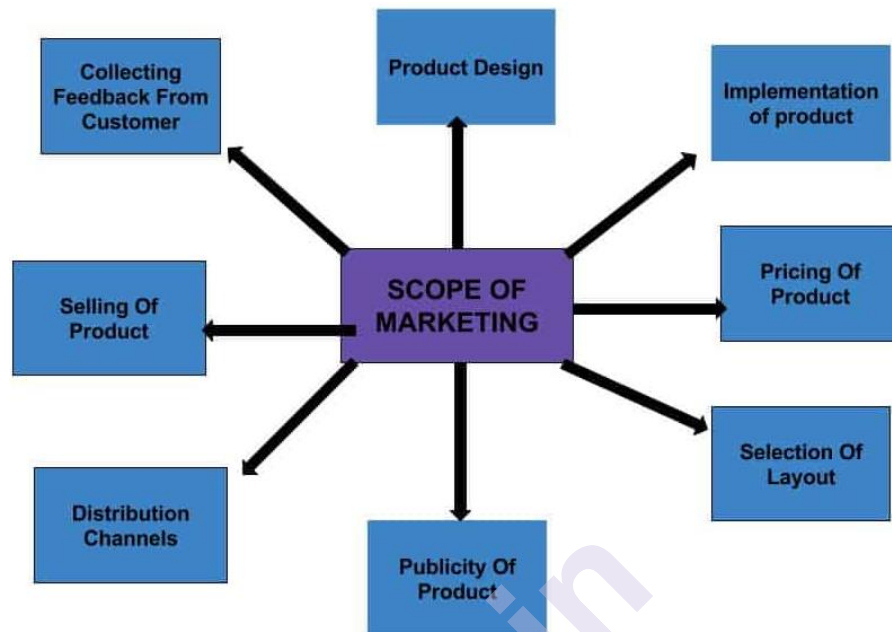 Collecting
Feedback From
Customer
Product Design
Implementation
of product
Selling Of
Product
SCOPE OF
MARKETING
Pricing Of
Product
Distribution
Channels
Publicity Of
Product
Selection Of
Layout
in